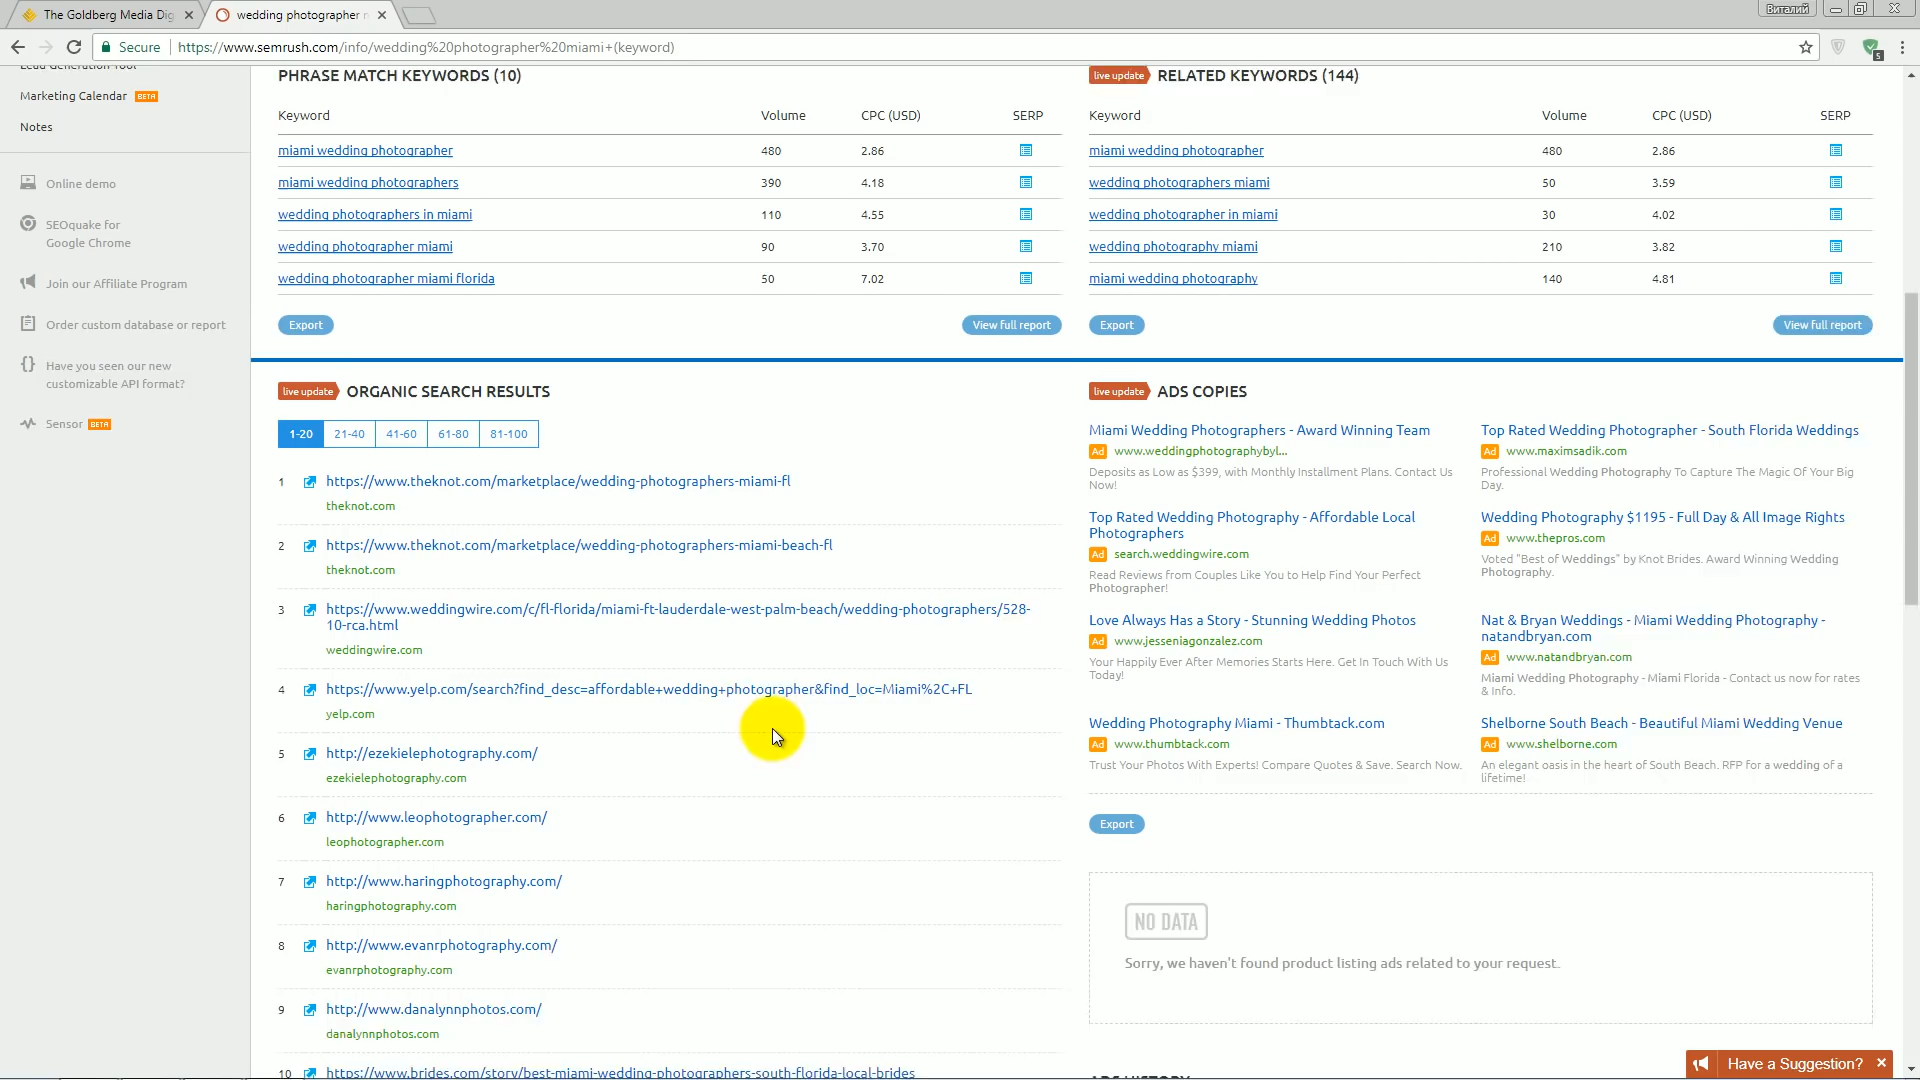 The Goldberg Media Dig
wedding photographer m
Виталий
Secure
https://www.semrush.com/info/wedding%20photographer%20miami+(keyword)
5
Lead Generation Tool
Marketing Calendar BETA
Notes
Online demo
SEOquake for
Google Chrome
Join our Affiliate Program
Order custom database or report
Have you seen our new
customizable API format?
Sensor BETA
PHRASE MATCH KEYWORDS (10)
Keyword Volume CPC (USD) SERP
miami wedding photographer 480 2.86
miami wedding photographers 390 4.18
wedding photographers in miami 110 4.55
wedding photographer miami 90 3.70
wedding photographer miami florida 50 7.02
Export View full report
live update RELATED KEYWORDS (144)
Keyword Volume CPC (USD) SERP
miami wedding photographer 480 2.86
wedding photographers miami 50 3.59
wedding photographer in miami 30 4.02
wedding photography miami 210 3.82
miami wedding photography 140 4.81
Export View full report
live update ORGANIC SEARCH RESULTS
1-20 21-40 41-60 61-80 81-100
1 https://www.theknot.com/marketplace/wedding-photographers-miami-fl
theknot.com
2 https://www.theknot.com/marketplace/wedding-photographers-miami-beach-fl
theknot.com
3 https://www.weddingwire.com/c/fl-florida/miami-ft-lauderdale-west-palm-beach/wedding-photographers/528-
10-rca.html
weddingwire.com
4 https://www.yelp.com/search?find_desc=affordable+wedding+photographer&find_loc=Miami%2C+FL
yelp.com
5 http://ezekielephotography.com/
ezekielephotography.com
6 http://www.leophotographer.com/
leophotographer.com
7 http://www.haringphotography.com/
haringphotography.com
8 http://www.evanrphotography.com/
evanrphotography.com
9 http://www.danalynnphotos.com/
danalynnphotos.com
10 http://www.brides.com/story/best-miami-wedding-photographers-south-florida-local-brides
live update ADS COPIES
Miami Wedding Photographers - Award Winning Team
Ad www.weddingphotographybyl...
Deposits as Low as $399, with Monthly Installment Plans. Contact Us
Now!
Top Rated Wedding Photographer - South Florida Weddings
Ad www.maximsadik.com
Professional Wedding Photography To Capture The Magic Of Your Big
Day.
Top Rated Wedding Photography - Affordable Local
Photographers
Ad search.weddingwire.com
Read Reviews from Couples Like You to Help Find Your Perfect
Photographer!
Wedding Photography $1195 - Full Day & All Image Rights
Ad www.thepros.com
Voted "Best of Weddings" by Knot Brides. Award Winning Wedding
Photography.
Love Always Has a Story - Stunning Wedding Photos
Ad www.jesseniagonzalez.com
Your Happily Ever After Memories Starts Here. Get In Touch With Us
Today!
Nat & Bryan Weddings - Miami Wedding Photography -
natandbryan.com
Ad www.natandbryan.com
Miami Wedding Photography - Miami Florida - Contact us now for rates
& Info.
Wedding Photography Miami - Thumbtack.com
Ad www.thumbtack.com
Trust Your Photos With Experts! Compare Quotes & Save. Search Now.
Shelborne South Beach - Beautiful Miami Wedding Venue
Ad www.shelborne.com
An elegant oasis in the heart of South Beach. RFP for a wedding of a
lifetime!
Export
NO DATA
Sorry, we haven't found product listing ads related to your request.
ADS HISTORY
Have a Suggestion?